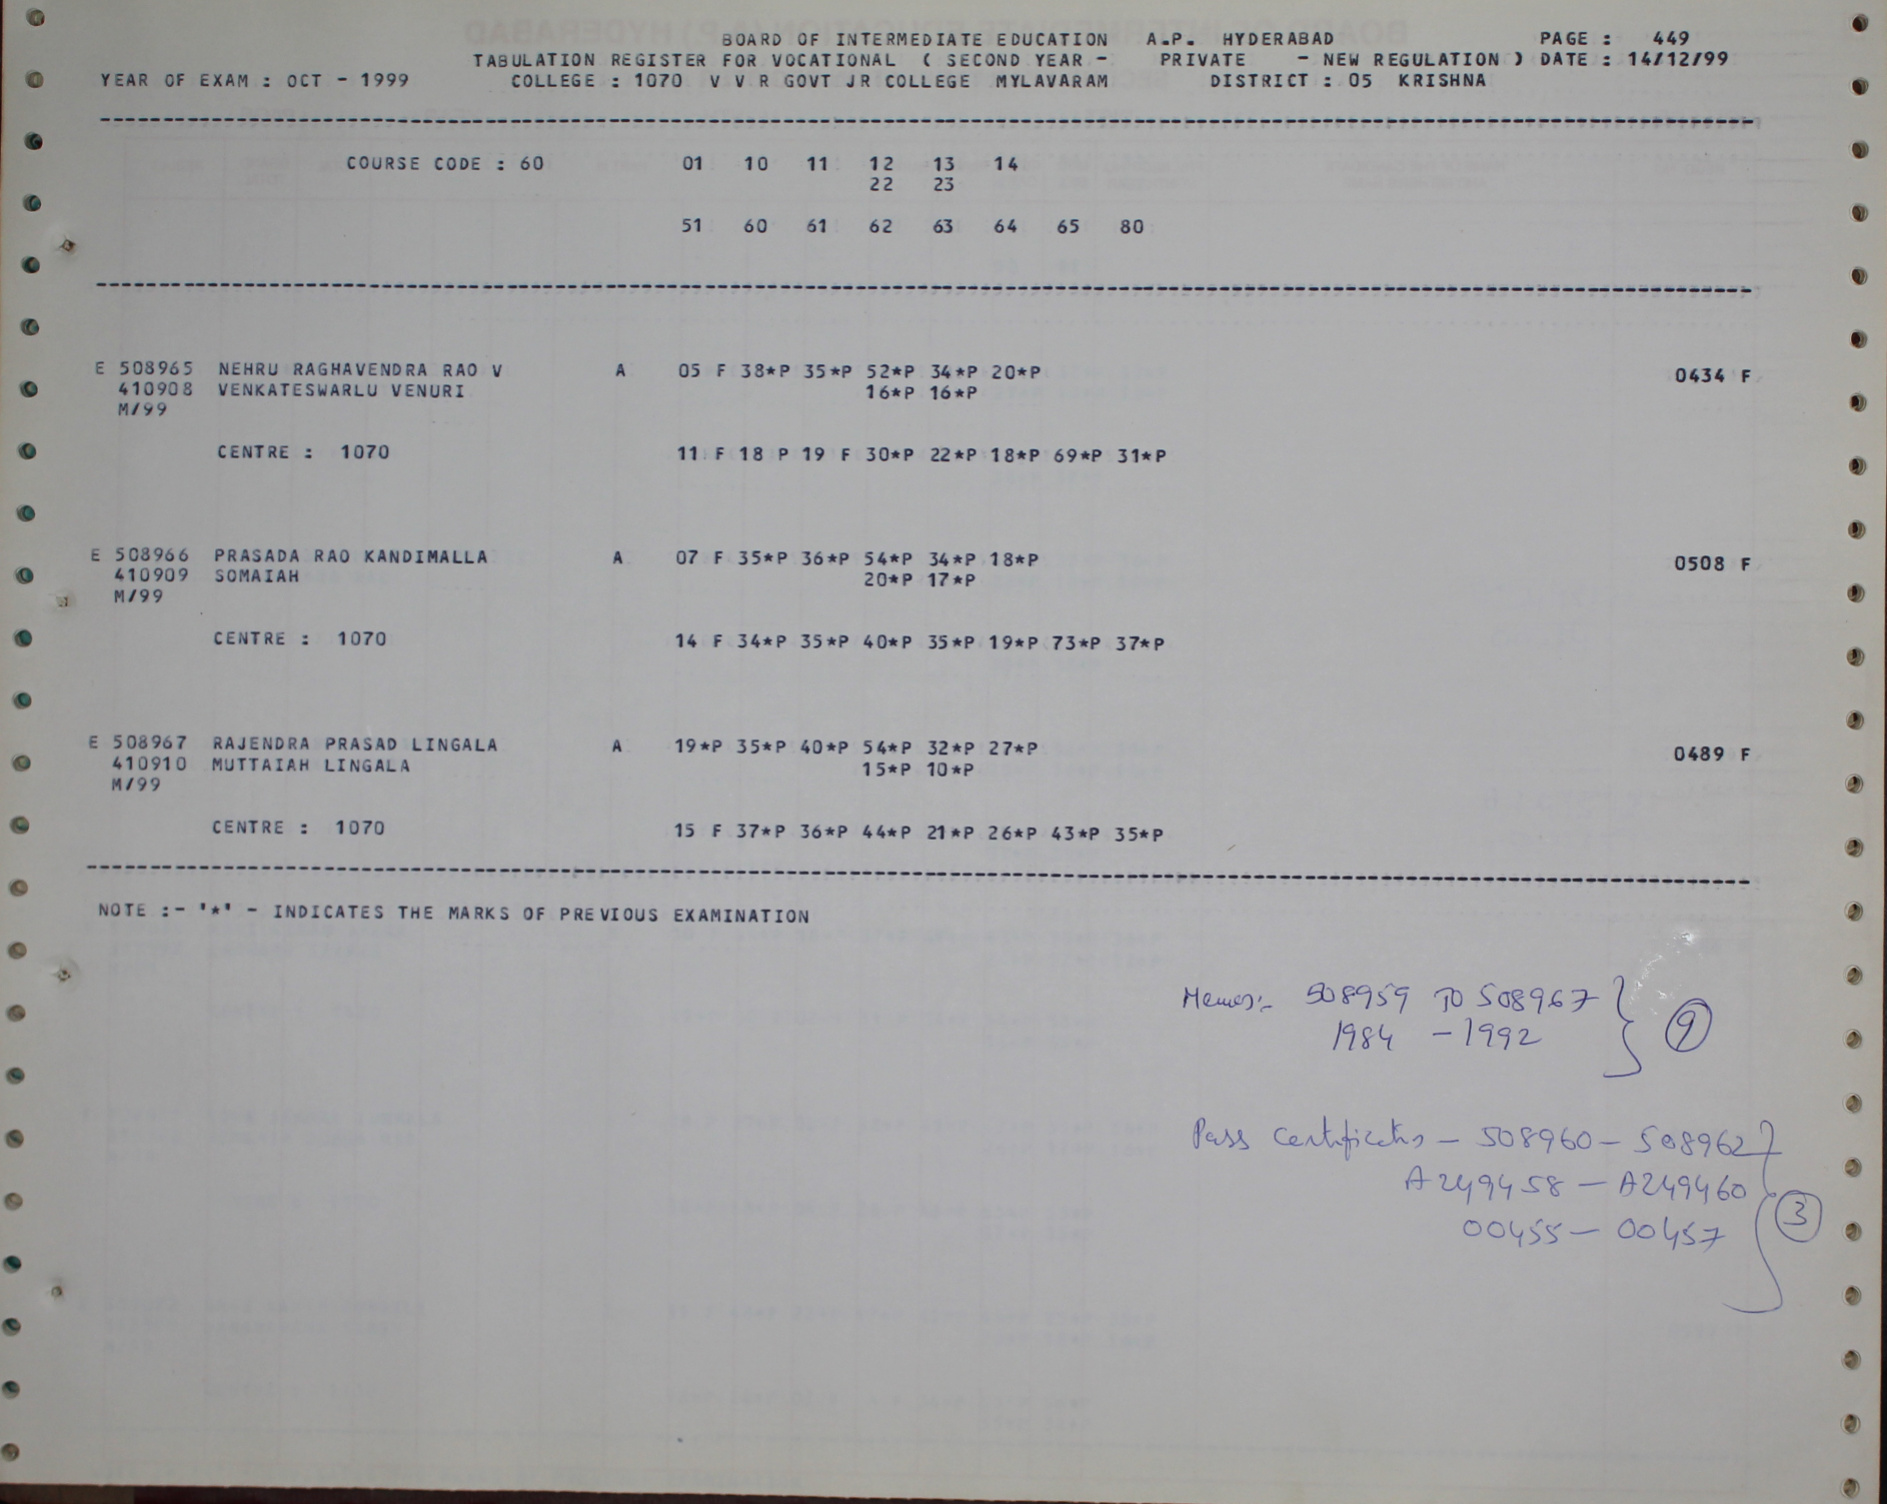 BOARD OF INTERMEDIATE EDUCATION A.P. HYDERABAD PAGE : 449
TABULATION REGISTER FOR VOCATIONAL ( SECOND YEAR - PRIVATE - NEW REGULATION ) DATE : 14/12/99
YEAR OF EXAM : OCT - 1999 COLLEGE : 1070 V V R GOVT JR COLLEGE MYLAVARAM DISTRICT : 05 KRISHNA
COURSE CODE : 60 01 10 11 12 13 14
22 23
51 60 61 62 63 64 65 80
E 508965 NEHRU RAGHAVENDRA RAO V A 05 F 38*P 35*P 52*P 34*P 20*P 0434 F
410908 VENKATESWARLU VENURI 16*P 16*P
M/99
CENTRE : 1070 11 F 18 P 19 F 30*P 22*P 18*P 69*P 31*P
E 508966 PRASADA RAO KANDIMALLA A 07 F 35*P 36*P 54*P 34*P 18*P 0508 F
410909 SOMAIAH 20*P 17*P
M/99
CENTRE : 1070 14 F 34*P 35*P 40*P 35*P 19*P 73*P 37*P
E 508967 RAJENDRA PRASAD LINGALA A 19*P 35*P 40*P 54*P 32*P 27*P 0489 F
410910 MUTTAIAH LINGALA 15*P 10*P
M/99
CENTRE : 1070 15 F 37*P 36*P 44*P 21*P 26*P 43*P 35*P
NOTE :- '*' - INDICATES THE MARKS OF PREVIOUS EXAMINATION
Memos:- 508959 TO 508967
1984 - 1992 9
Pass Certificates - 508960 - 508962
A249458 - A249460
00455 - 00457 3